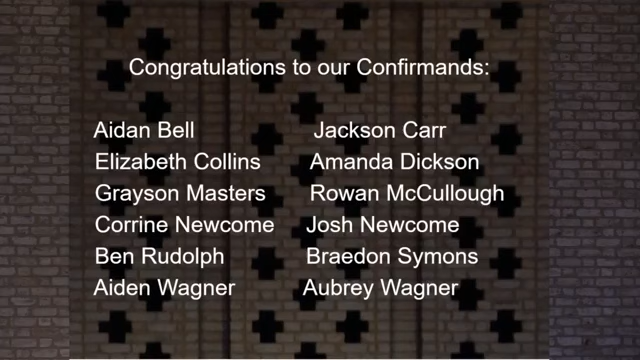 Congratulations to our Confirmands:
Aidan Bell Jackson Carr
Elizabeth Collins Amanda Dickson
Grayson Masters Rowan McCullough
Corrine Newcome Josh Newcome
Ben Rudolph Braedon Symons
Aiden Wagner Aubrey Wagner